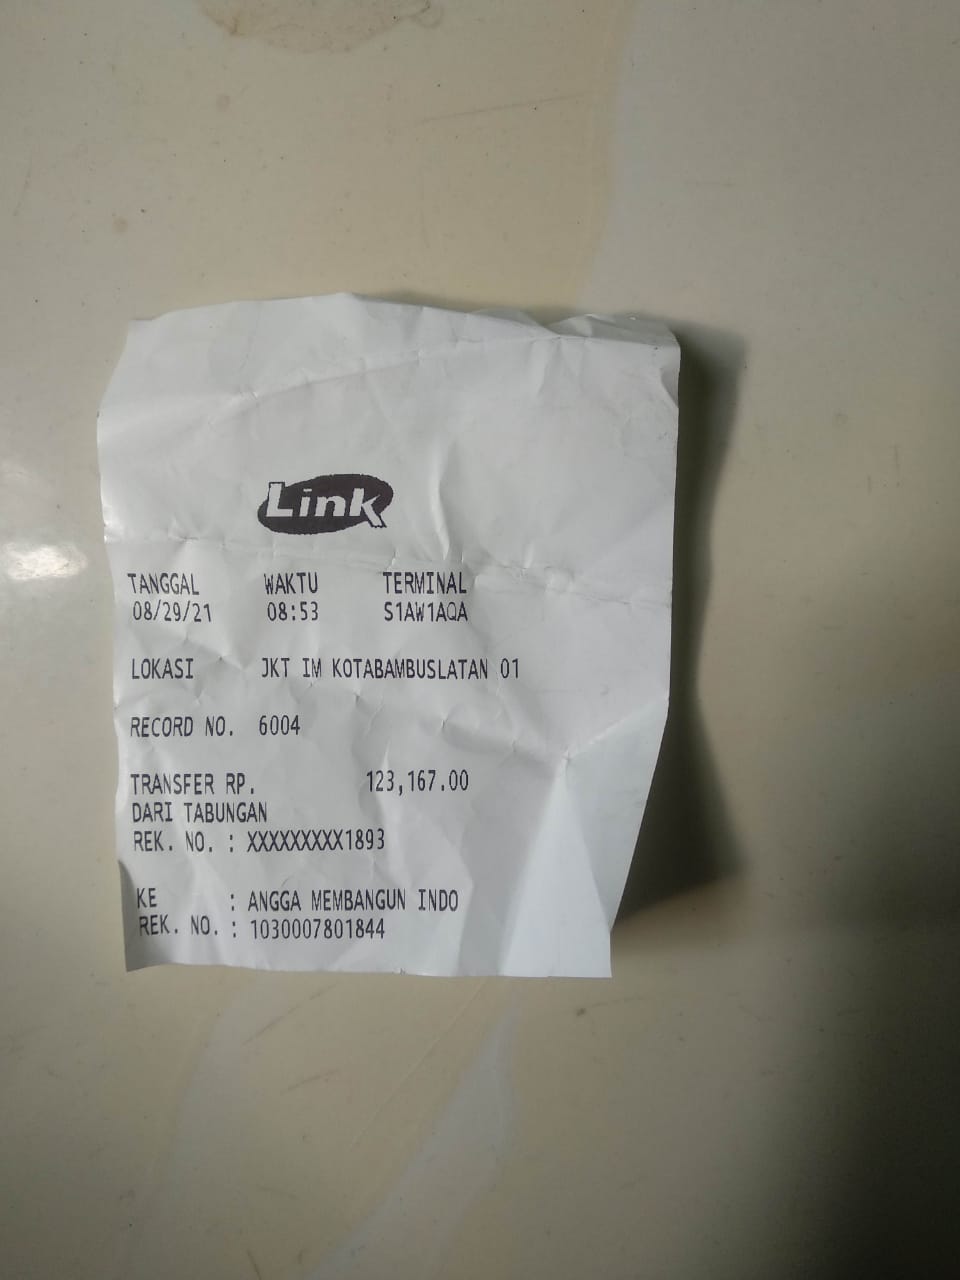 Link
TANGGAL WAKTU TERMINAL
08/29/21 08:53 S1AW1AQA
LOKASI JKT IM KOTABAMBUSLATAN 01
RECORD NO. 6004
TRANSFER RP. 123,167.00
DARI TABUNGAN
REK. NO. : XXXXXXXXX1893
KE : ANGGA MEMBANGUN INDO
REK. NO. : 1030007801844